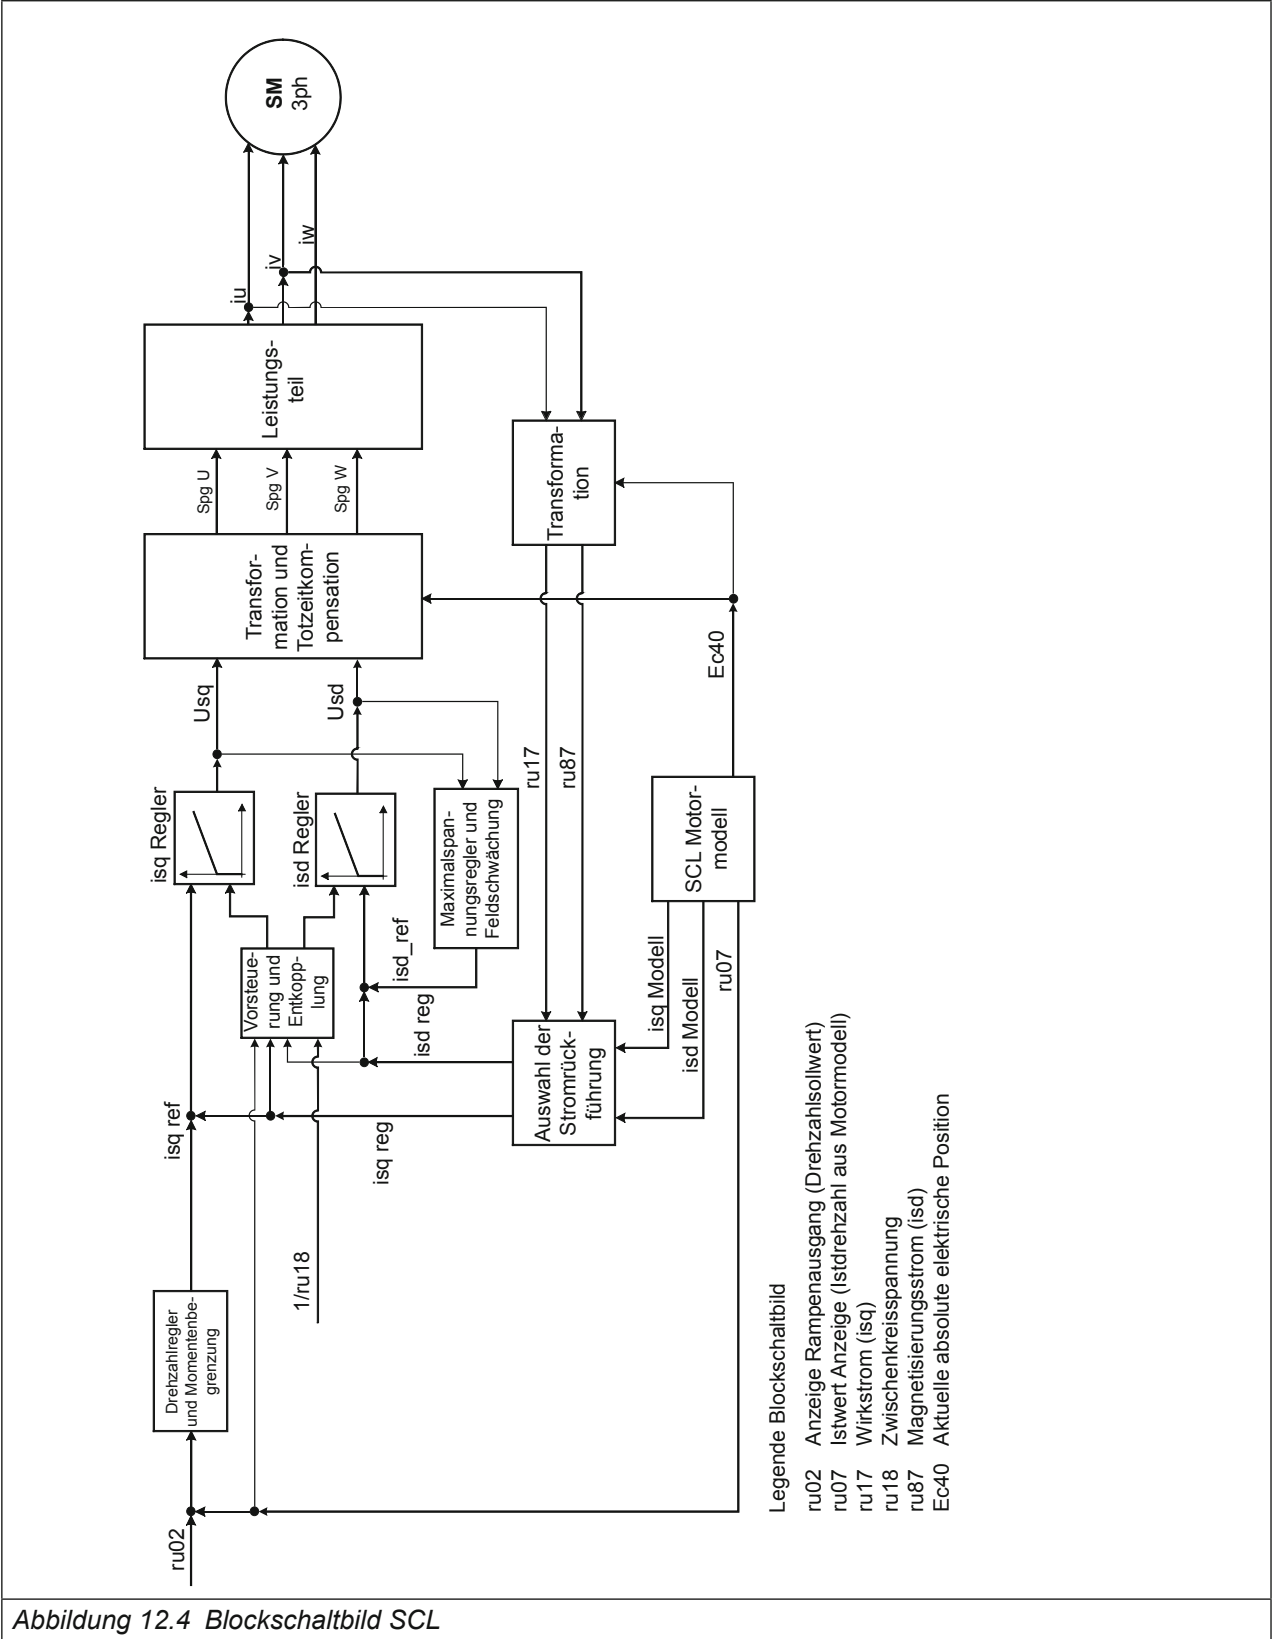 ru02
Drehzahlregler
und Momentenbe-
grenzung
isq ref
1/ru18
isq reg
isd reg
isd_ref
Vorsteue-
rung und
Entkopp-
lung
isq Regler
isd Regler
Maximalspan-
nungsregler und
Feldschwächung
Usq
Usd
Transfor-
mation und
Totzeitkom-
pensation
Spg U
Spg V
Spg W
Leistungs-
teil
iu
iv
iw
SM
3ph
Transforma-
tion
ru17
ru87
Auswahl der
Stromrück-
führung
isq Modell
isd Modell
ru07
SCL Motor-
modell
Ec40
Legende Blockschaltbild
ru02 Anzeige Rampenausgang (Drehzahlsollwert)
ru07 Istwert Anzeige (Istdrehzahl aus Motormodell)
ru17 Wirkstrom (isq)
ru18 Zwischenkreisspannung
ru87 Magnetisierungsstrom (isd)
Ec40 Aktuelle absolute elektrische Position
Abbildung 12.4 Blockschaltbild SCL